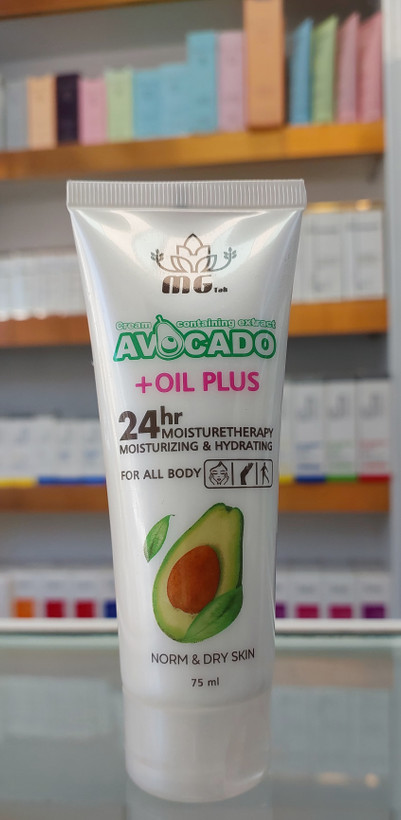 MG Tab
Cream containing extract
AVOCADO
+OIL PLUS
24hr
MOISTURETHERAPY
MOISTURIZING & HYDRATING
FOR ALL BODY
NORM & DRY SKIN
75 ml